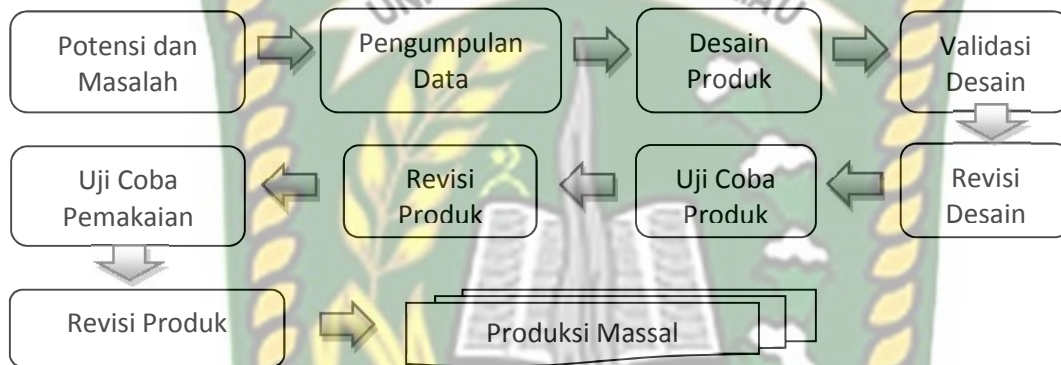 Potensi dan
Masalah
Pengumpulan
Data
Desain
Produk
Validasi
Desain
Uji Coba
Pemakaian
Revisi
Produk
Uji Coba
Produk
Revisi
Desain
Revisi Produk
Produksi Massal